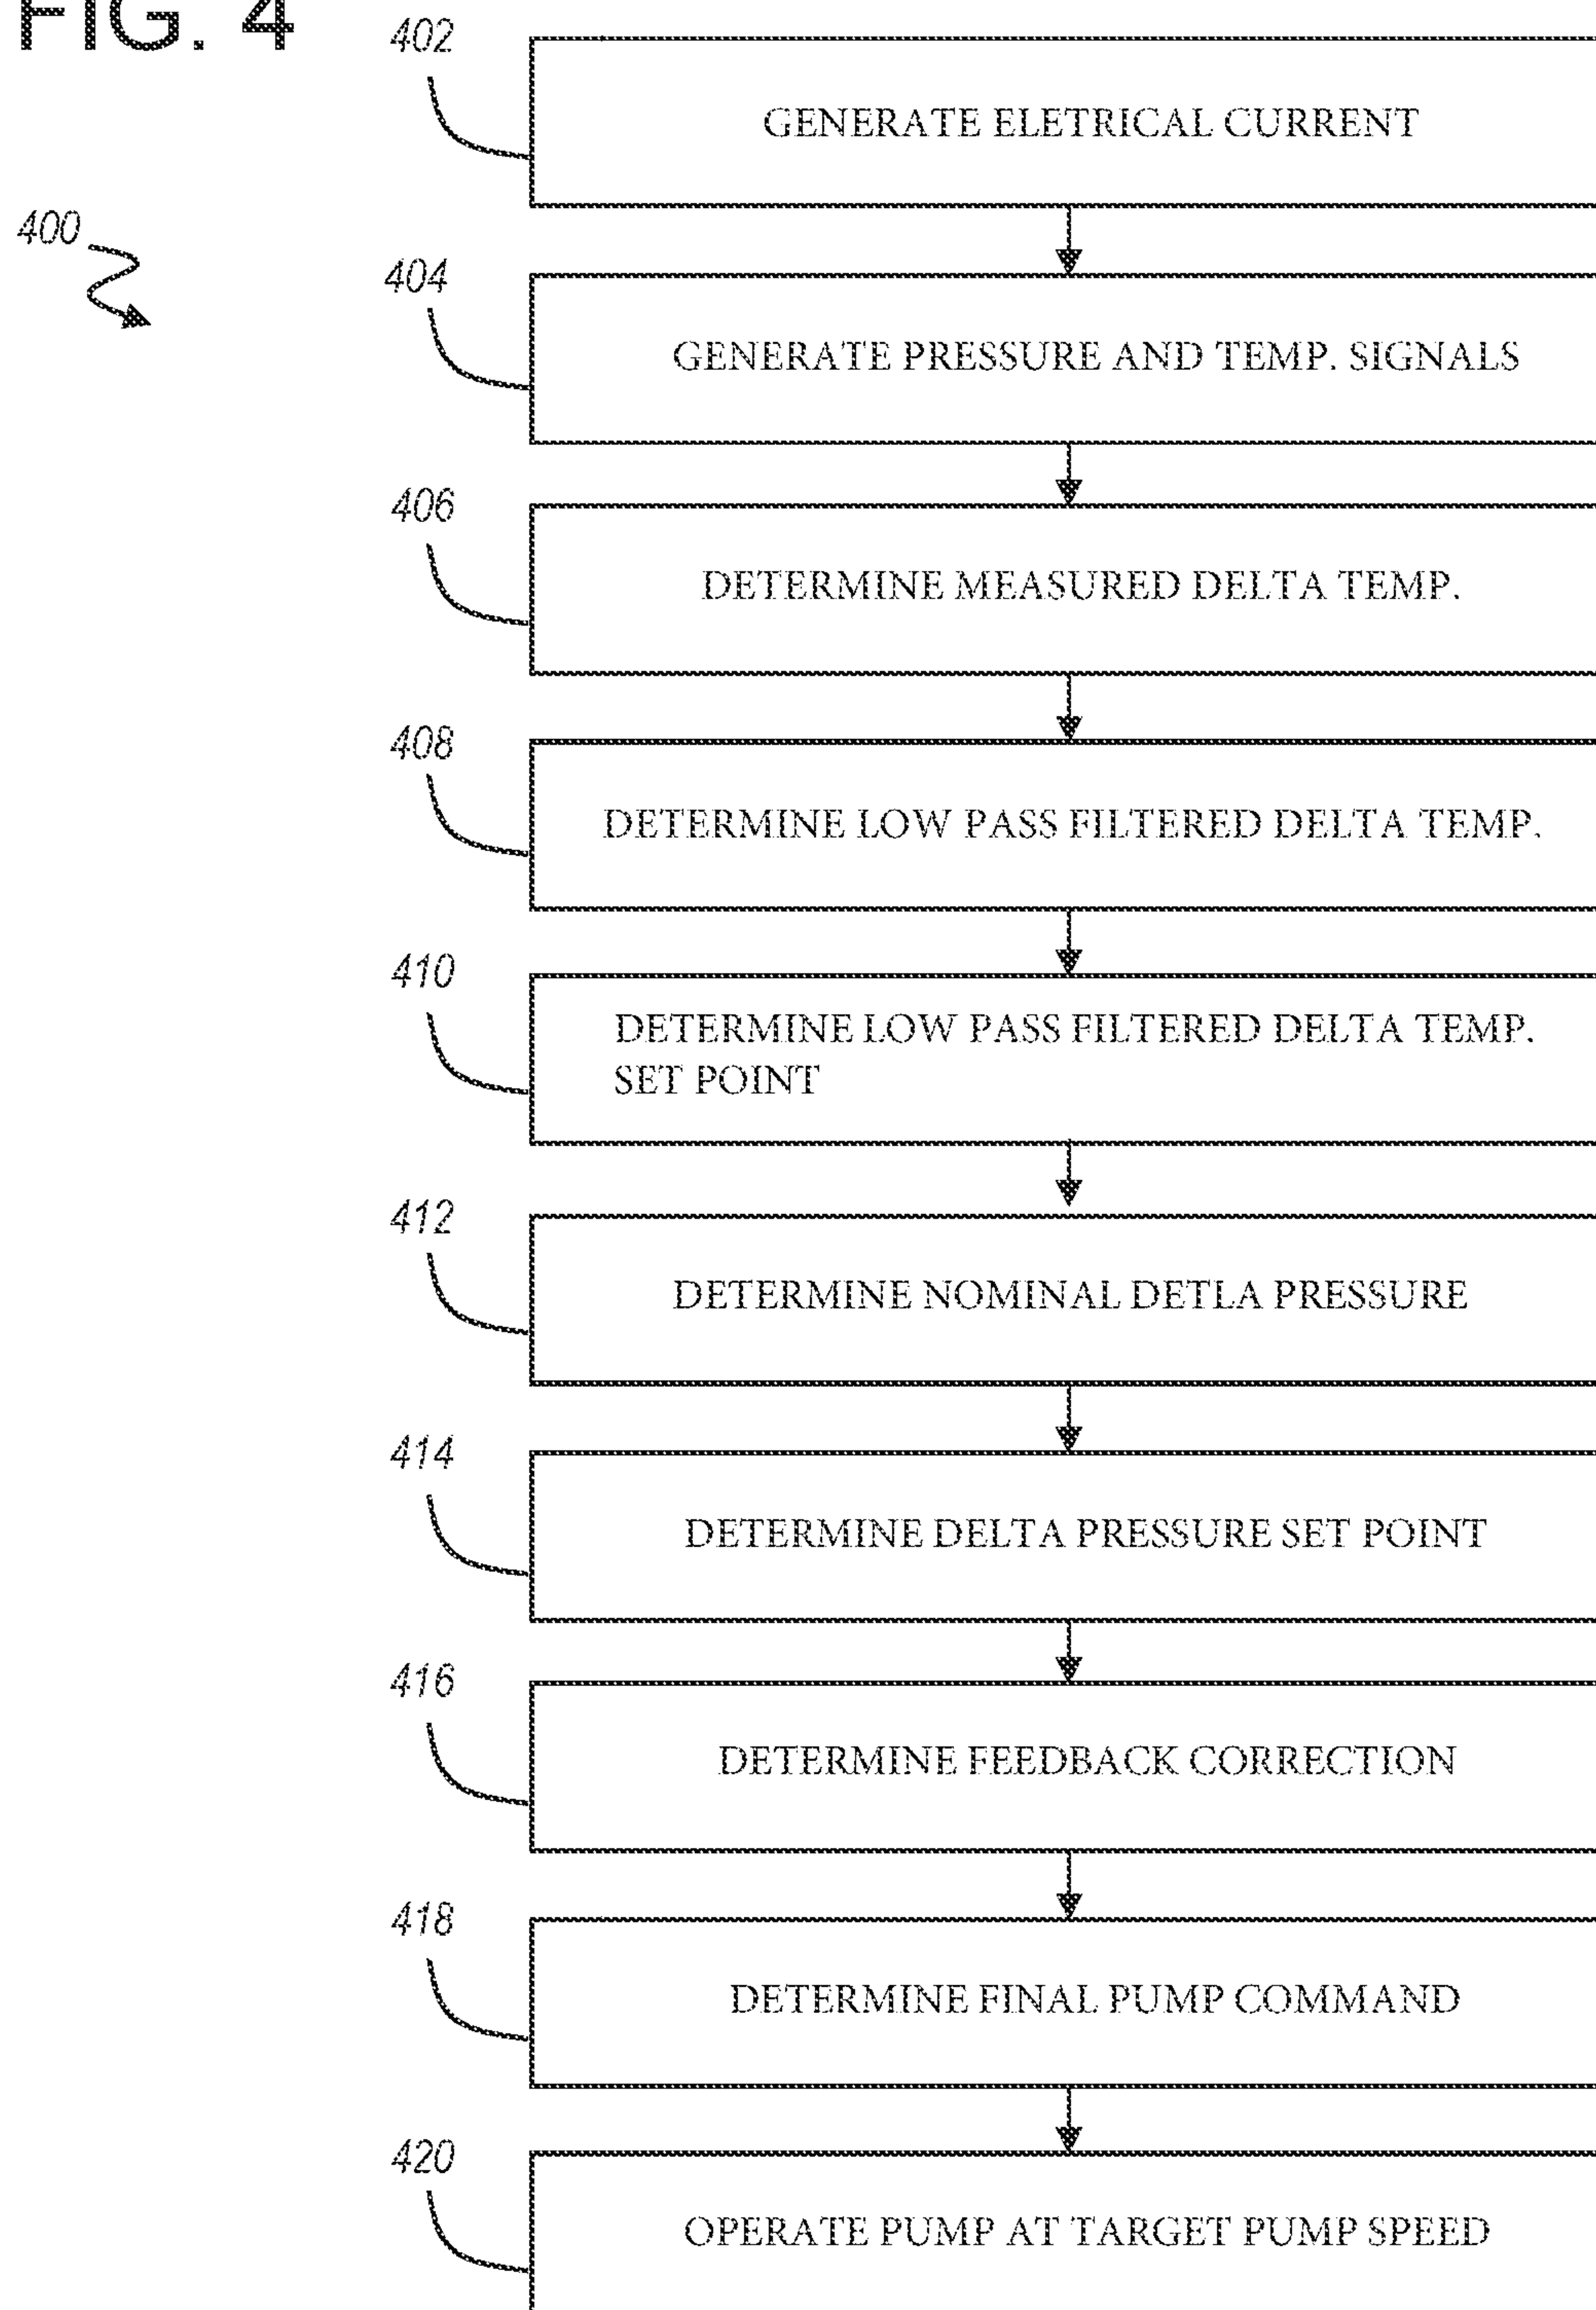 FIG. 4
402
GENERATE ELETRICAL CURRENT
400
404
GENERATE PRESSURE AND TEMP. SIGNALS
406
DETERMINE MEASURED DELTA TEMP.
408
DETERMINE LOW PASS FILTERED DELTA TEMP.
410
DETERMINE LOW PASS FILTERED DELTA TEMP.
SET POINT
412
DETERMINE NOMINAL DETLA PRESSURE
414
DETERMINE DELTA PRESSURE SET POINT
416
DETERMINE FEEDBACK CORRECTION
418
DETERMINE FINAL PUMP COMMAND
420
OPERATE PUMP AT TARGET PUMP SPEED